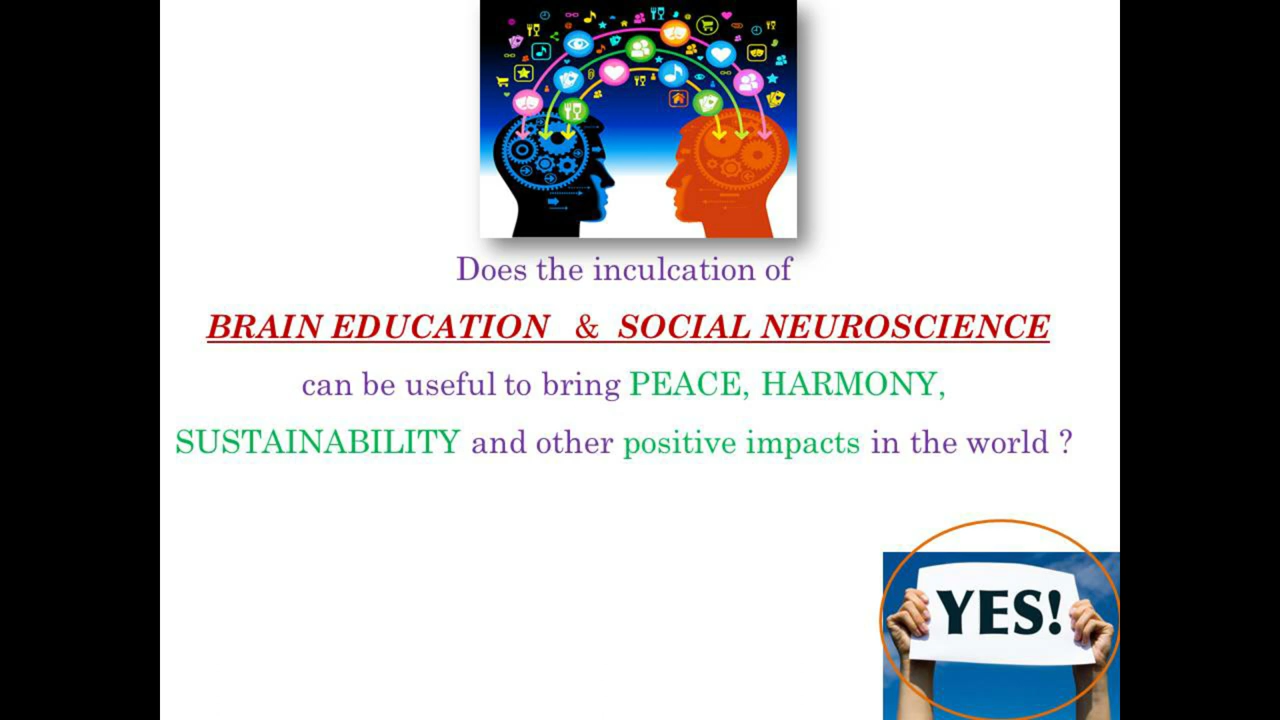 Does the inculcation of
BRAIN EDUCATION & SOCIAL NEUROSCIENCE
can be useful to bring PEACE, HARMONY,
SUSTAINABILITY and other positive impacts in the world ?
YES!